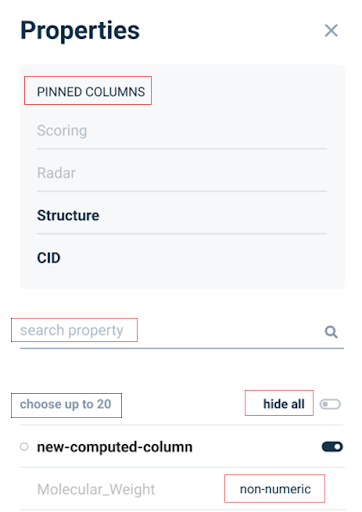 Properties
PINNED COLUMNS
Scoring
Radar
Structure
CID
search property
choose up to 20 hide all
new-computed-column
Molecular_Weight non-numeric